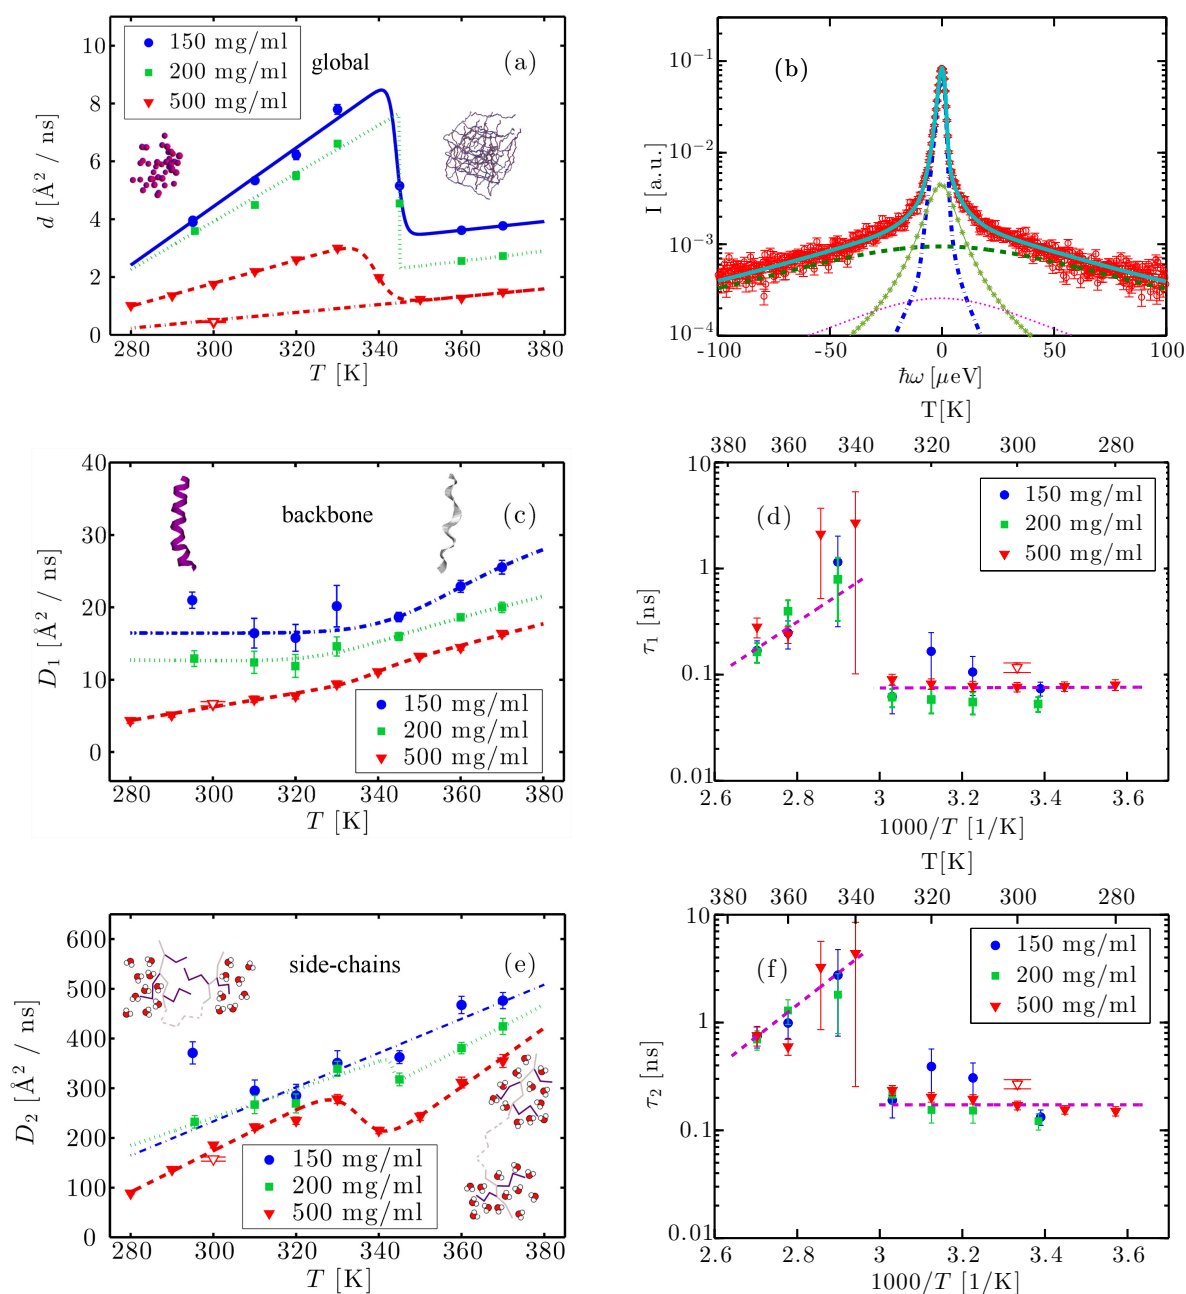 10
8
6
4
2
0
d [Å² / ns]
150 mg/ml
200 mg/ml
500 mg/ml
global
(a)
280 300 320 340 360 380
T [K]
10⁻¹
10⁻²
10⁻³
10⁻⁴
I [a.u.]
(b)
-100 -50 0 50 100
ħω [μeV]
40
30
20
10
0
D₁ [Å² / ns]
backbone
(c)
150 mg/ml
200 mg/ml
500 mg/ml
280 300 320 340 360 380
T [K]
T[K]
380 360 340 320 300 280
10
1
0.1
0.01
τ₁ [ns]
(d)
150 mg/ml
200 mg/ml
500 mg/ml
2.6 2.8 3 3.2 3.4 3.6
1000/T [1/K]
600
500
400
300
200
100
0
D₂ [Å² / ns]
side-chains
(e)
150 mg/ml
200 mg/ml
500 mg/ml
280 300 320 340 360 380
T [K]
T[K]
380 360 340 320 300 280
10
1
0.1
0.01
τ₂ [ns]
(f)
150 mg/ml
200 mg/ml
500 mg/ml
2.6 2.8 3 3.2 3.4 3.6
1000/T [1/K]